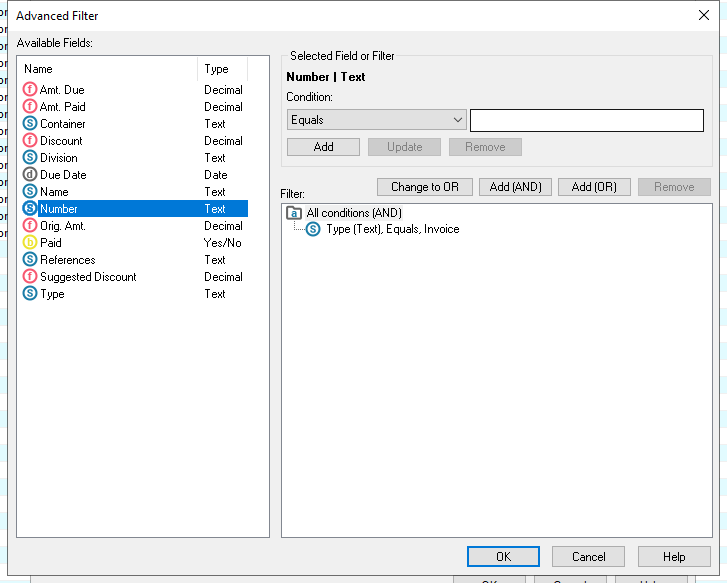 Advanced Filter
Available Fields:
Name Type
Amt. Due Decimal
Amt. Paid Decimal
Container Text
Discount Decimal
Division Text
Due Date Date
Name Text
Number Text
Orig. Amt. Decimal
Paid Yes/No
References Text
Suggested Discount Decimal
Type Text
Selected Field or Filter
Number | Text
Condition:
Equals
Add Update Remove
Change to OR Add (AND) Add (OR) Remove
Filter:
All conditions (AND)
Type (Text), Equals, Invoice
OK Cancel Help